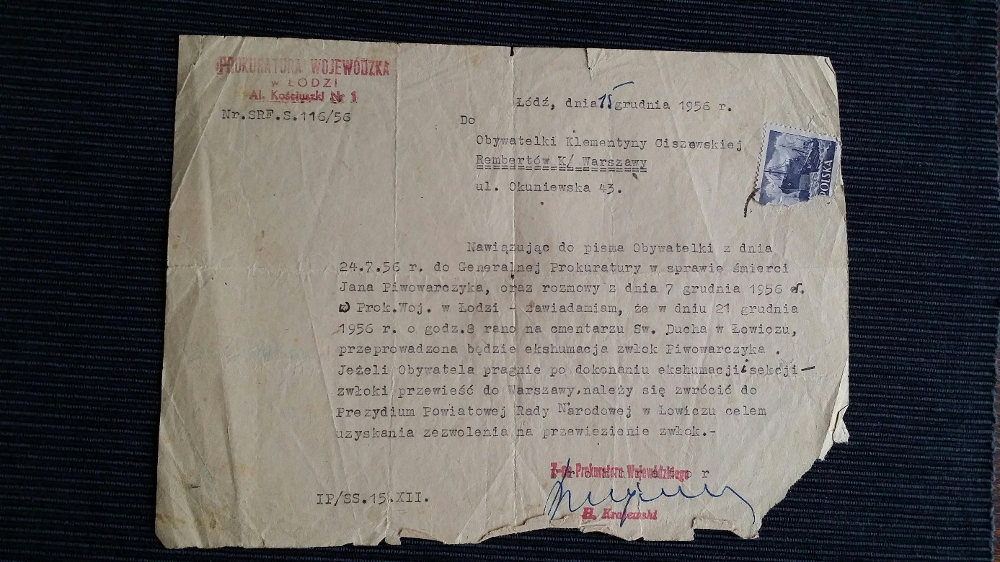 PROKURATURA WOJEWÓDZKA
w ŁODZI
Al. Kościuszki Nr 1
Nr.SRF.S.116/56
Łódź, dnia 15 grudnia 1956 r.
Do
Obywatelki Klementyny Ciszewskiej
Rembertów K/ Warszawy
ul. Okuniewska 43.
POLSKA
Nawiązując do pisma Obywatelki z dnia
24.7.56 r. do Generalnej Prokuratury w sprawie śmierci
Jana Piwowarczyka, oraz rozmowy z dnia 7 grudnia 1956 r.
w Prok.Woj. w Łodzi - zawiadamiam, że w dniu 21 grudnia
1956 r. o godz.8 rano na cmentarzu Sw. Ducha w Łowiczu,
przeprowadzona będzie ekshumacja zwłok Piwowarczyka .
Jeżeli Obywatela pragnie po dokonaniu ekshumacji i sekcji—
zwłoki przewieść do Warszawy,należy się zwrócić do
Prezydium Powiatowej Rady Narodowej w Łowiczu celem
uzyskania zezwolenia na przewiezienie zwłok.-
Z-ca Prokuratora Wojewódzkiego
H. Krajewski
IP/SS.15.XII.